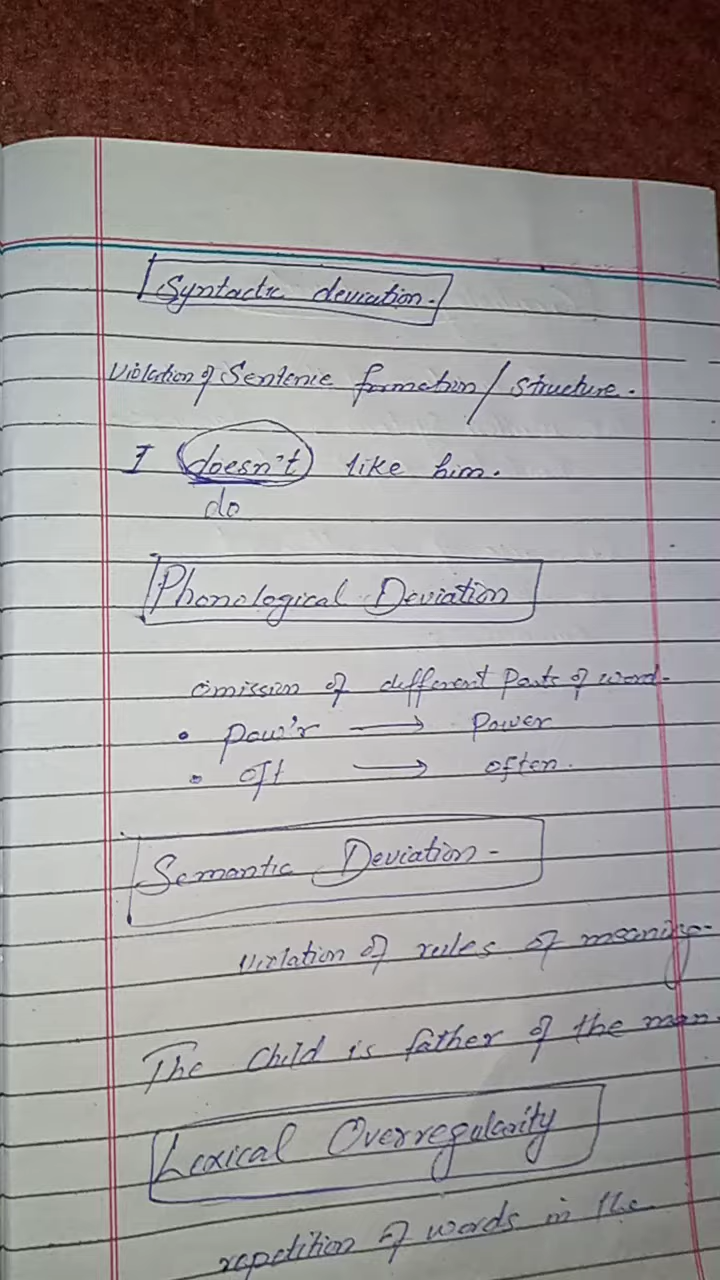 Syntactic deviation.
Violation of Sentence formation / structure.
I doesn't like him.
do
Phonological Deviation
omission of different Parts of word.
• pow'r → Power
• oft → often.
Semantic Deviation -
Violation of rules of meaning.
The Child is father of the man.
Lexical Overregularity
repetition of words in the